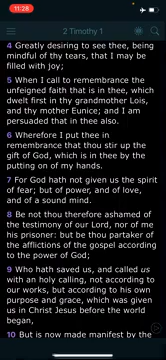 11:28
2 Timothy 1
4 Greatly desiring to see thee, being
mindful of thy tears, that I may be
filled with joy;
5 When I call to remembrance the
unfeigned faith that is in thee, which
dwelt first in thy grandmother Lois,
and thy mother Eunice; and I am
persuaded that in thee also.
6 Wherefore I put thee in
remembrance that thou stir up the
gift of God, which is in thee by the
putting on of my hands.
7 For God hath not given us the spirit
of fear; but of power, and of love,
and of a sound mind.
8 Be not thou therefore ashamed of
the testimony of our Lord, nor of me
his prisoner: but be thou partaker of
the afflictions of the gospel according
to the power of God;
9 Who hath saved us, and called us
with an holy calling, not according to
our works, but according to his own
purpose and grace, which was given
us in Christ Jesus before the world
began,
10 But is now made manifest by the